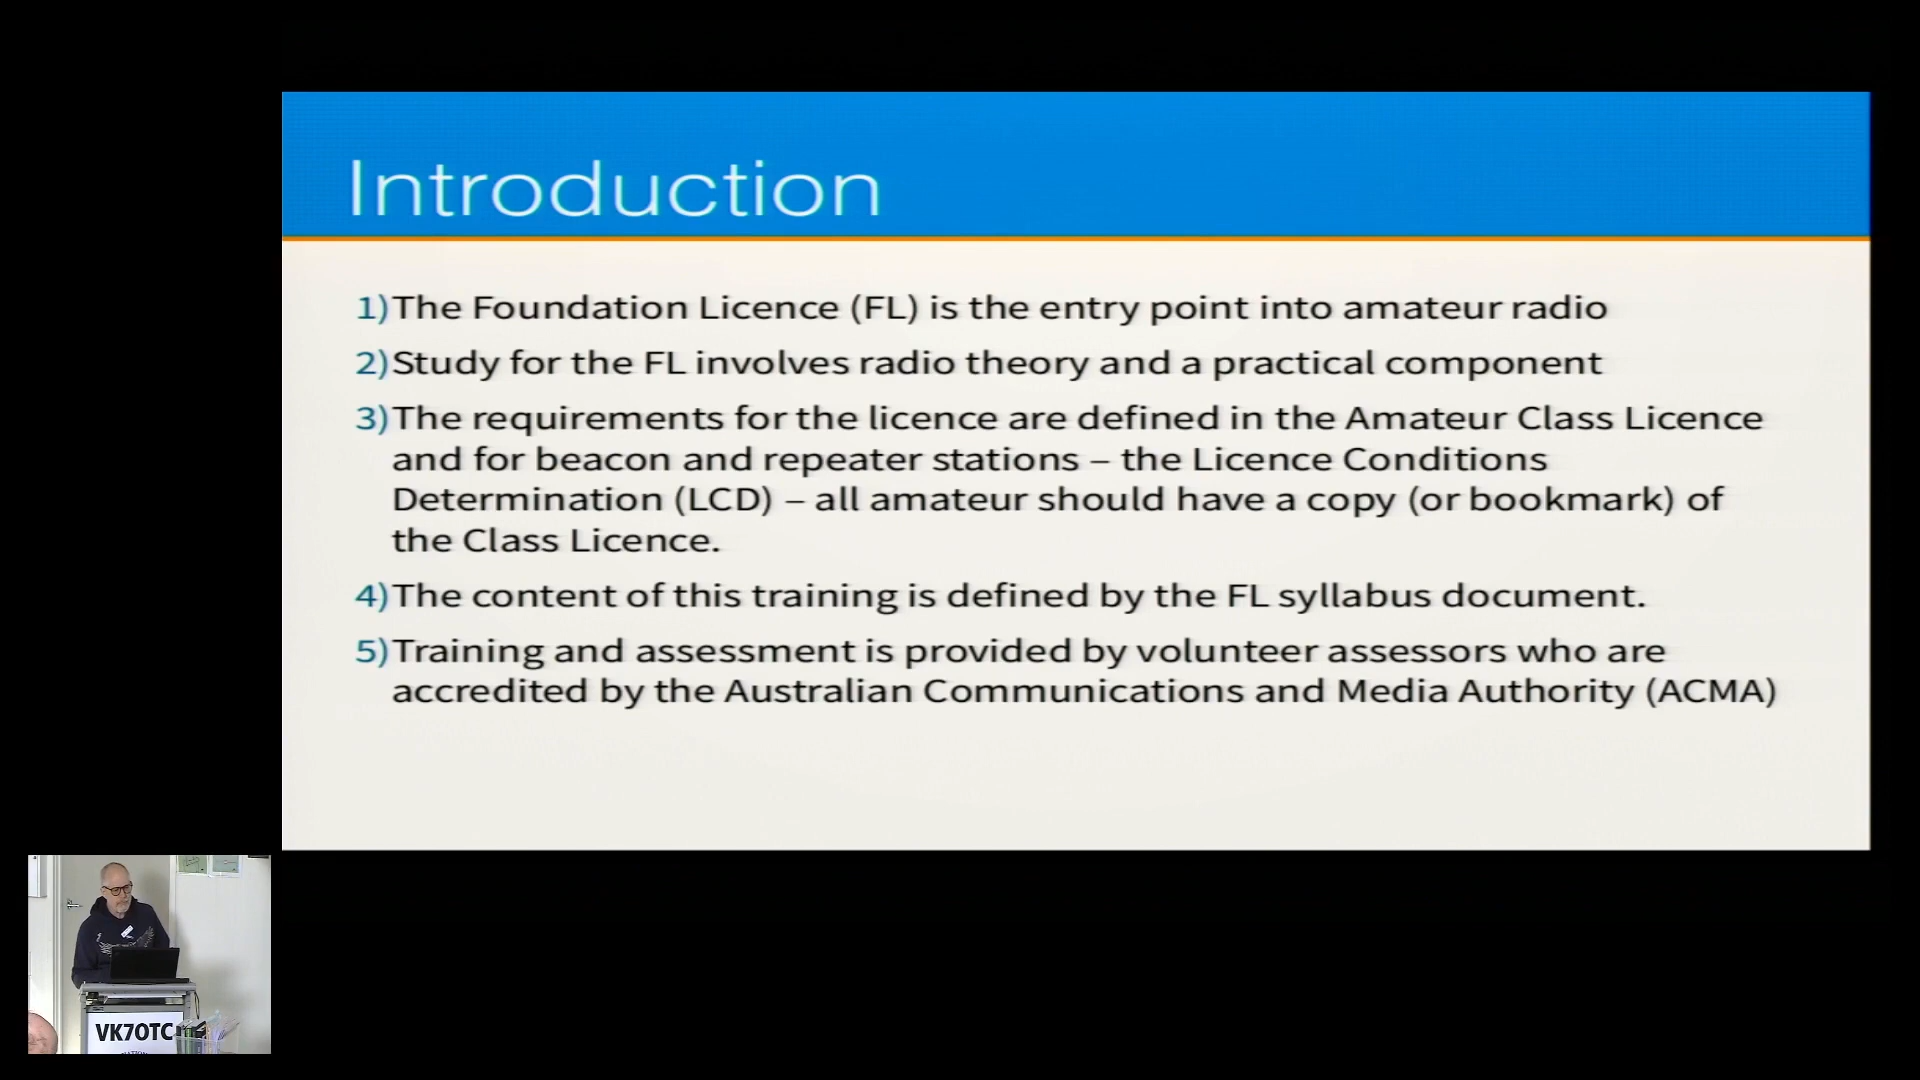 Introduction
1) The Foundation Licence (FL) is the entry point into amateur radio
2) Study for the FL involves radio theory and a practical component
3) The requirements for the licence are defined in the Amateur Class Licence
and for beacon and repeater stations – the Licence Conditions
Determination (LCD) – all amateur should have a copy (or bookmark) of
the Class Licence.
4) The content of this training is defined by the FL syllabus document.
5) Training and assessment is provided by volunteer assessors who are
accredited by the Australian Communications and Media Authority (ACMA)
VK7OTC